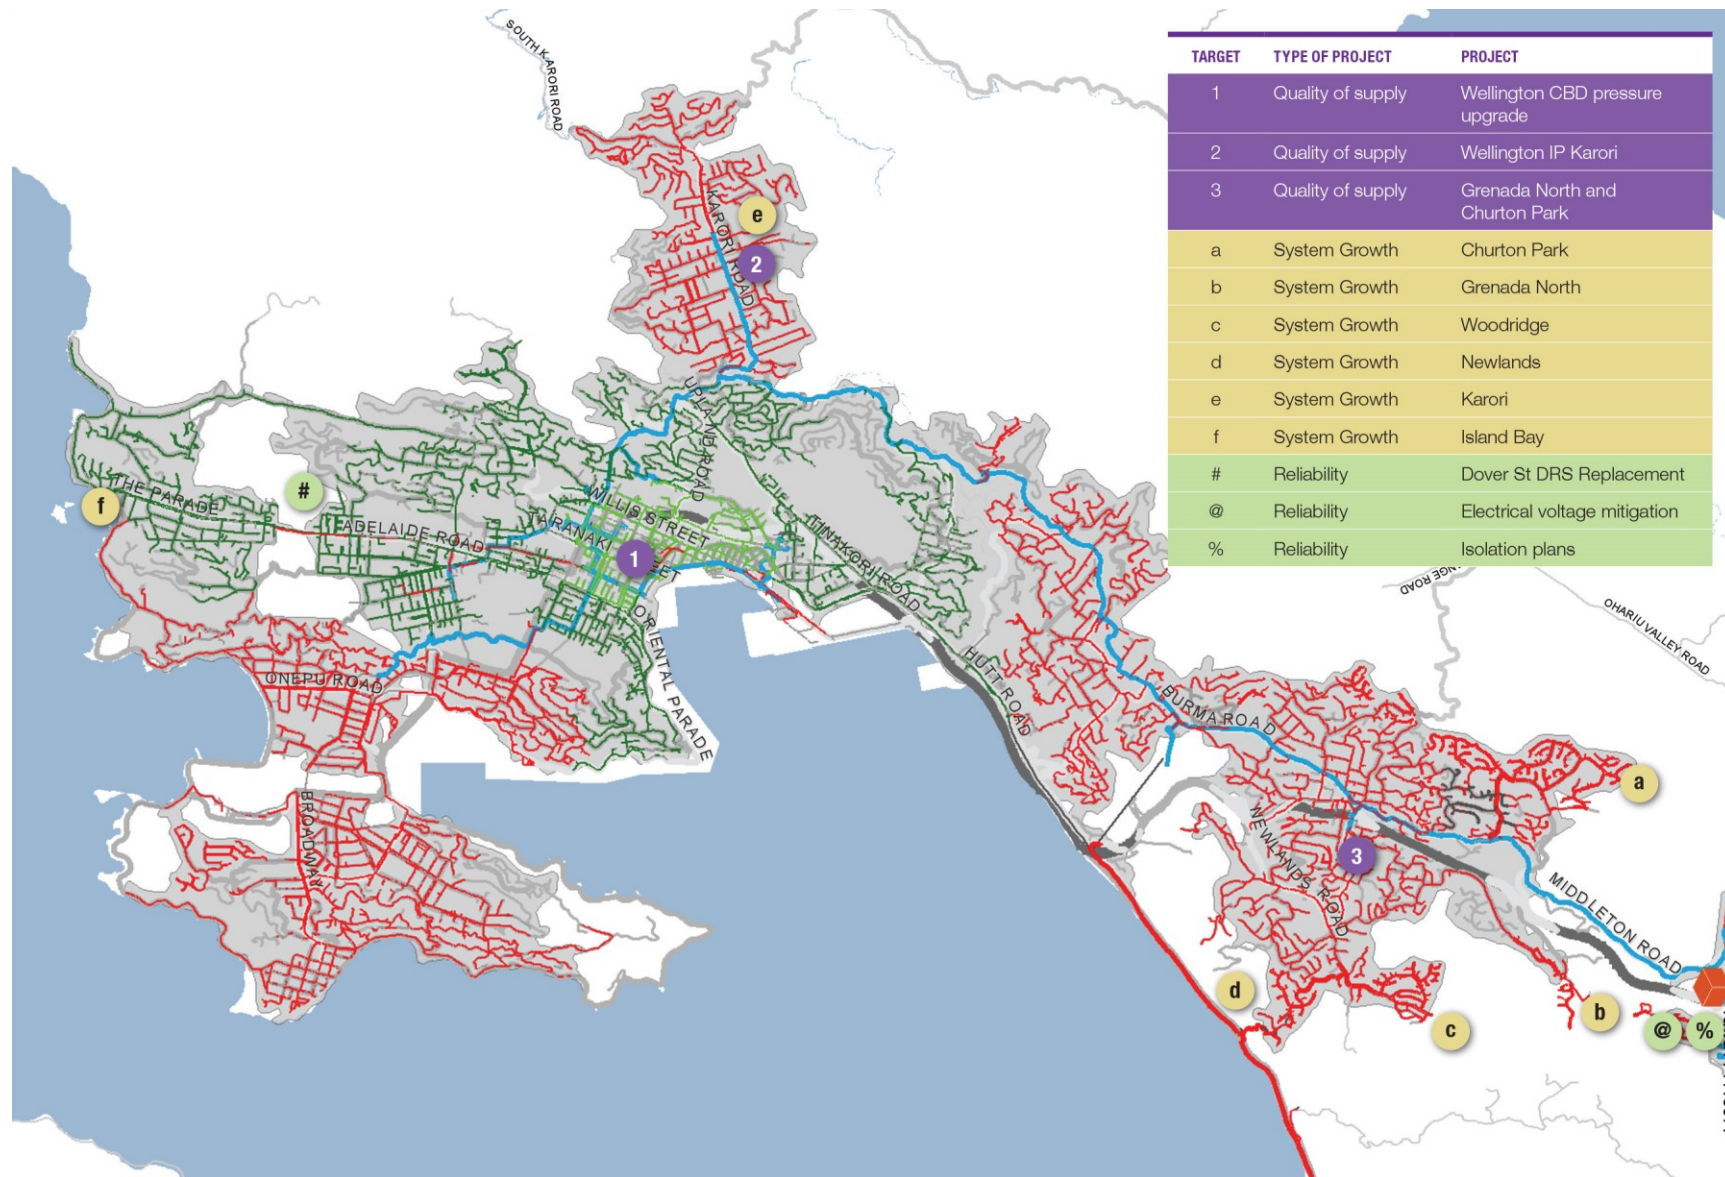 SOUTH KARORI ROAD
TARGET TYPE OF PROJECT PROJECT
1 Quality of supply Wellington CBD pressure
upgrade
2 Quality of supply Wellington IP Karori
3 Quality of supply Grenada North and
Churton Park
a System Growth Churton Park
b System Growth Grenada North
c System Growth Woodridge
d System Growth Newlands
e System Growth Karori
f System Growth Island Bay
# Reliability Dover St DRS Replacement
@ Reliability Electrical voltage mitigation
% Reliability Isolation plans
KARORI ROAD
e
2
UPLAND ROAD
THE PARADE
f
#
ADELAIDE ROAD
WILLIS STREET
TARANAKI
1
TINAKORI ROAD
ORIENTAL PARADE
ONEPU ROAD
BROADWAY
HUTT ROAD
OHARIU VALLEY ROAD
BURMA ROAD
a
3
NEWLANDS ROAD
MIDDLETON ROAD
d
c
b
@
%